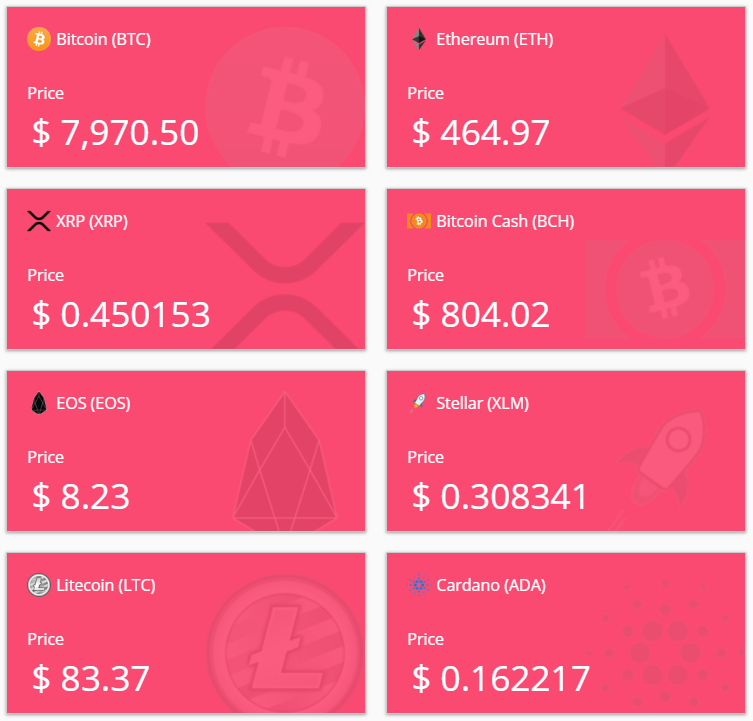 Bitcoin (BTC)
Price
$ 7,970.50
Ethereum (ETH)
Price
$ 464.97
XRP (XRP)
Price
$ 0.450153
Bitcoin Cash (BCH)
Price
$ 804.02
EOS (EOS)
Price
$ 8.23
Stellar (XLM)
Price
$ 0.308341
Litecoin (LTC)
Price
$ 83.37
Cardano (ADA)
Price
$ 0.162217